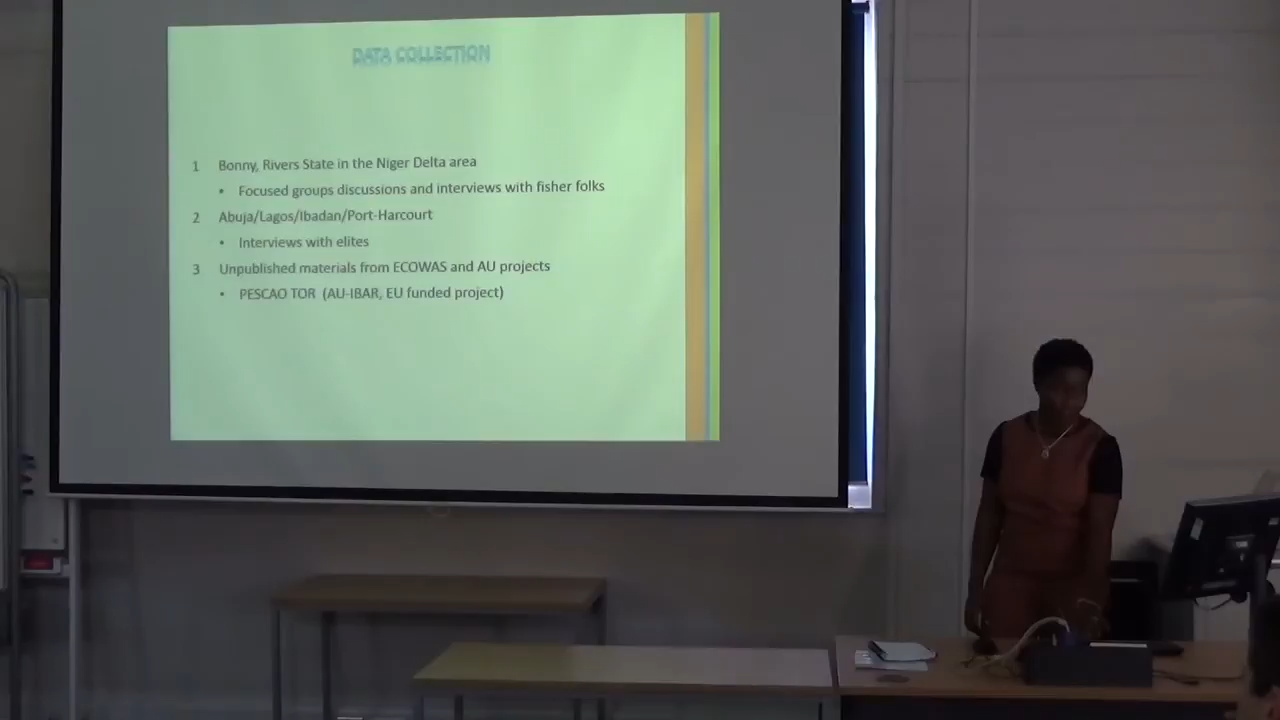 DATA COLLECTION
1 Bonny, Rivers State in the Niger Delta area
• Focused groups discussions and interviews with fisher folks
2 Abuja/Lagos/Ibadan/Port-Harcourt
• Interviews with elites
3 Unpublished materials from ECOWAS and AU projects
• PESCAO TOR (AU-IBAR, EU funded project)